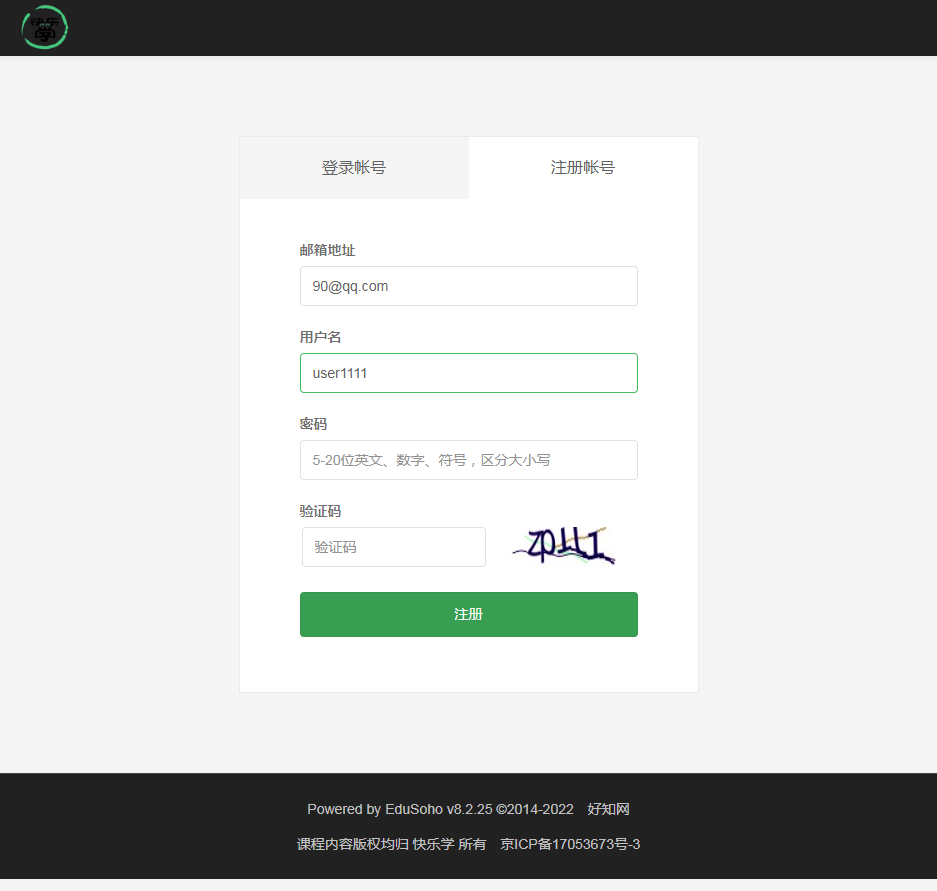 快乐
学
登录帐号
注册帐号
邮箱地址
90@qq.com
用户名
user1111
密码
5-20位英文、数字、符号，区分大小写
验证码
验证码
注册
Powered by EduSoho v8.2.25 ©2014-2022 好知网
课程内容版权均归 快乐学 所有 京ICP备17053673号-3